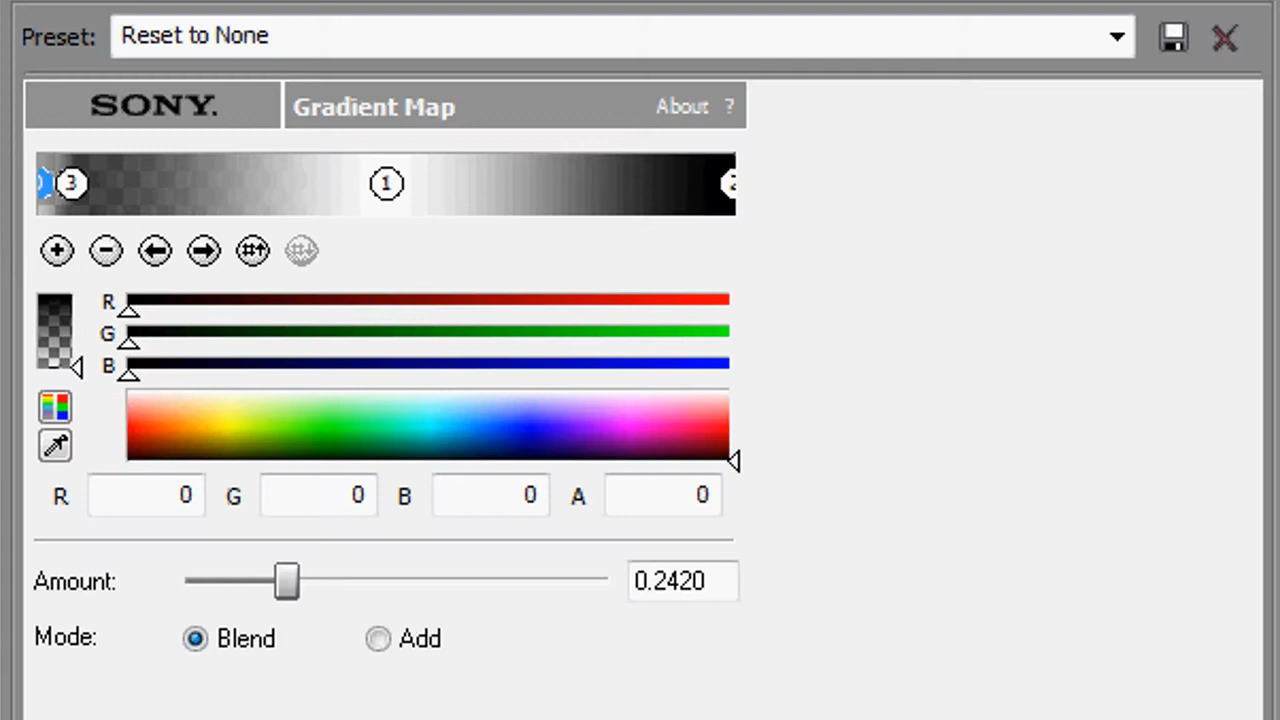 Preset: Reset to None
SONY. Gradient Map About ?
3 1 2
R
G
B
R 0 G 0 B 0 A 0
Amount: 0.2420
Mode: Blend Add